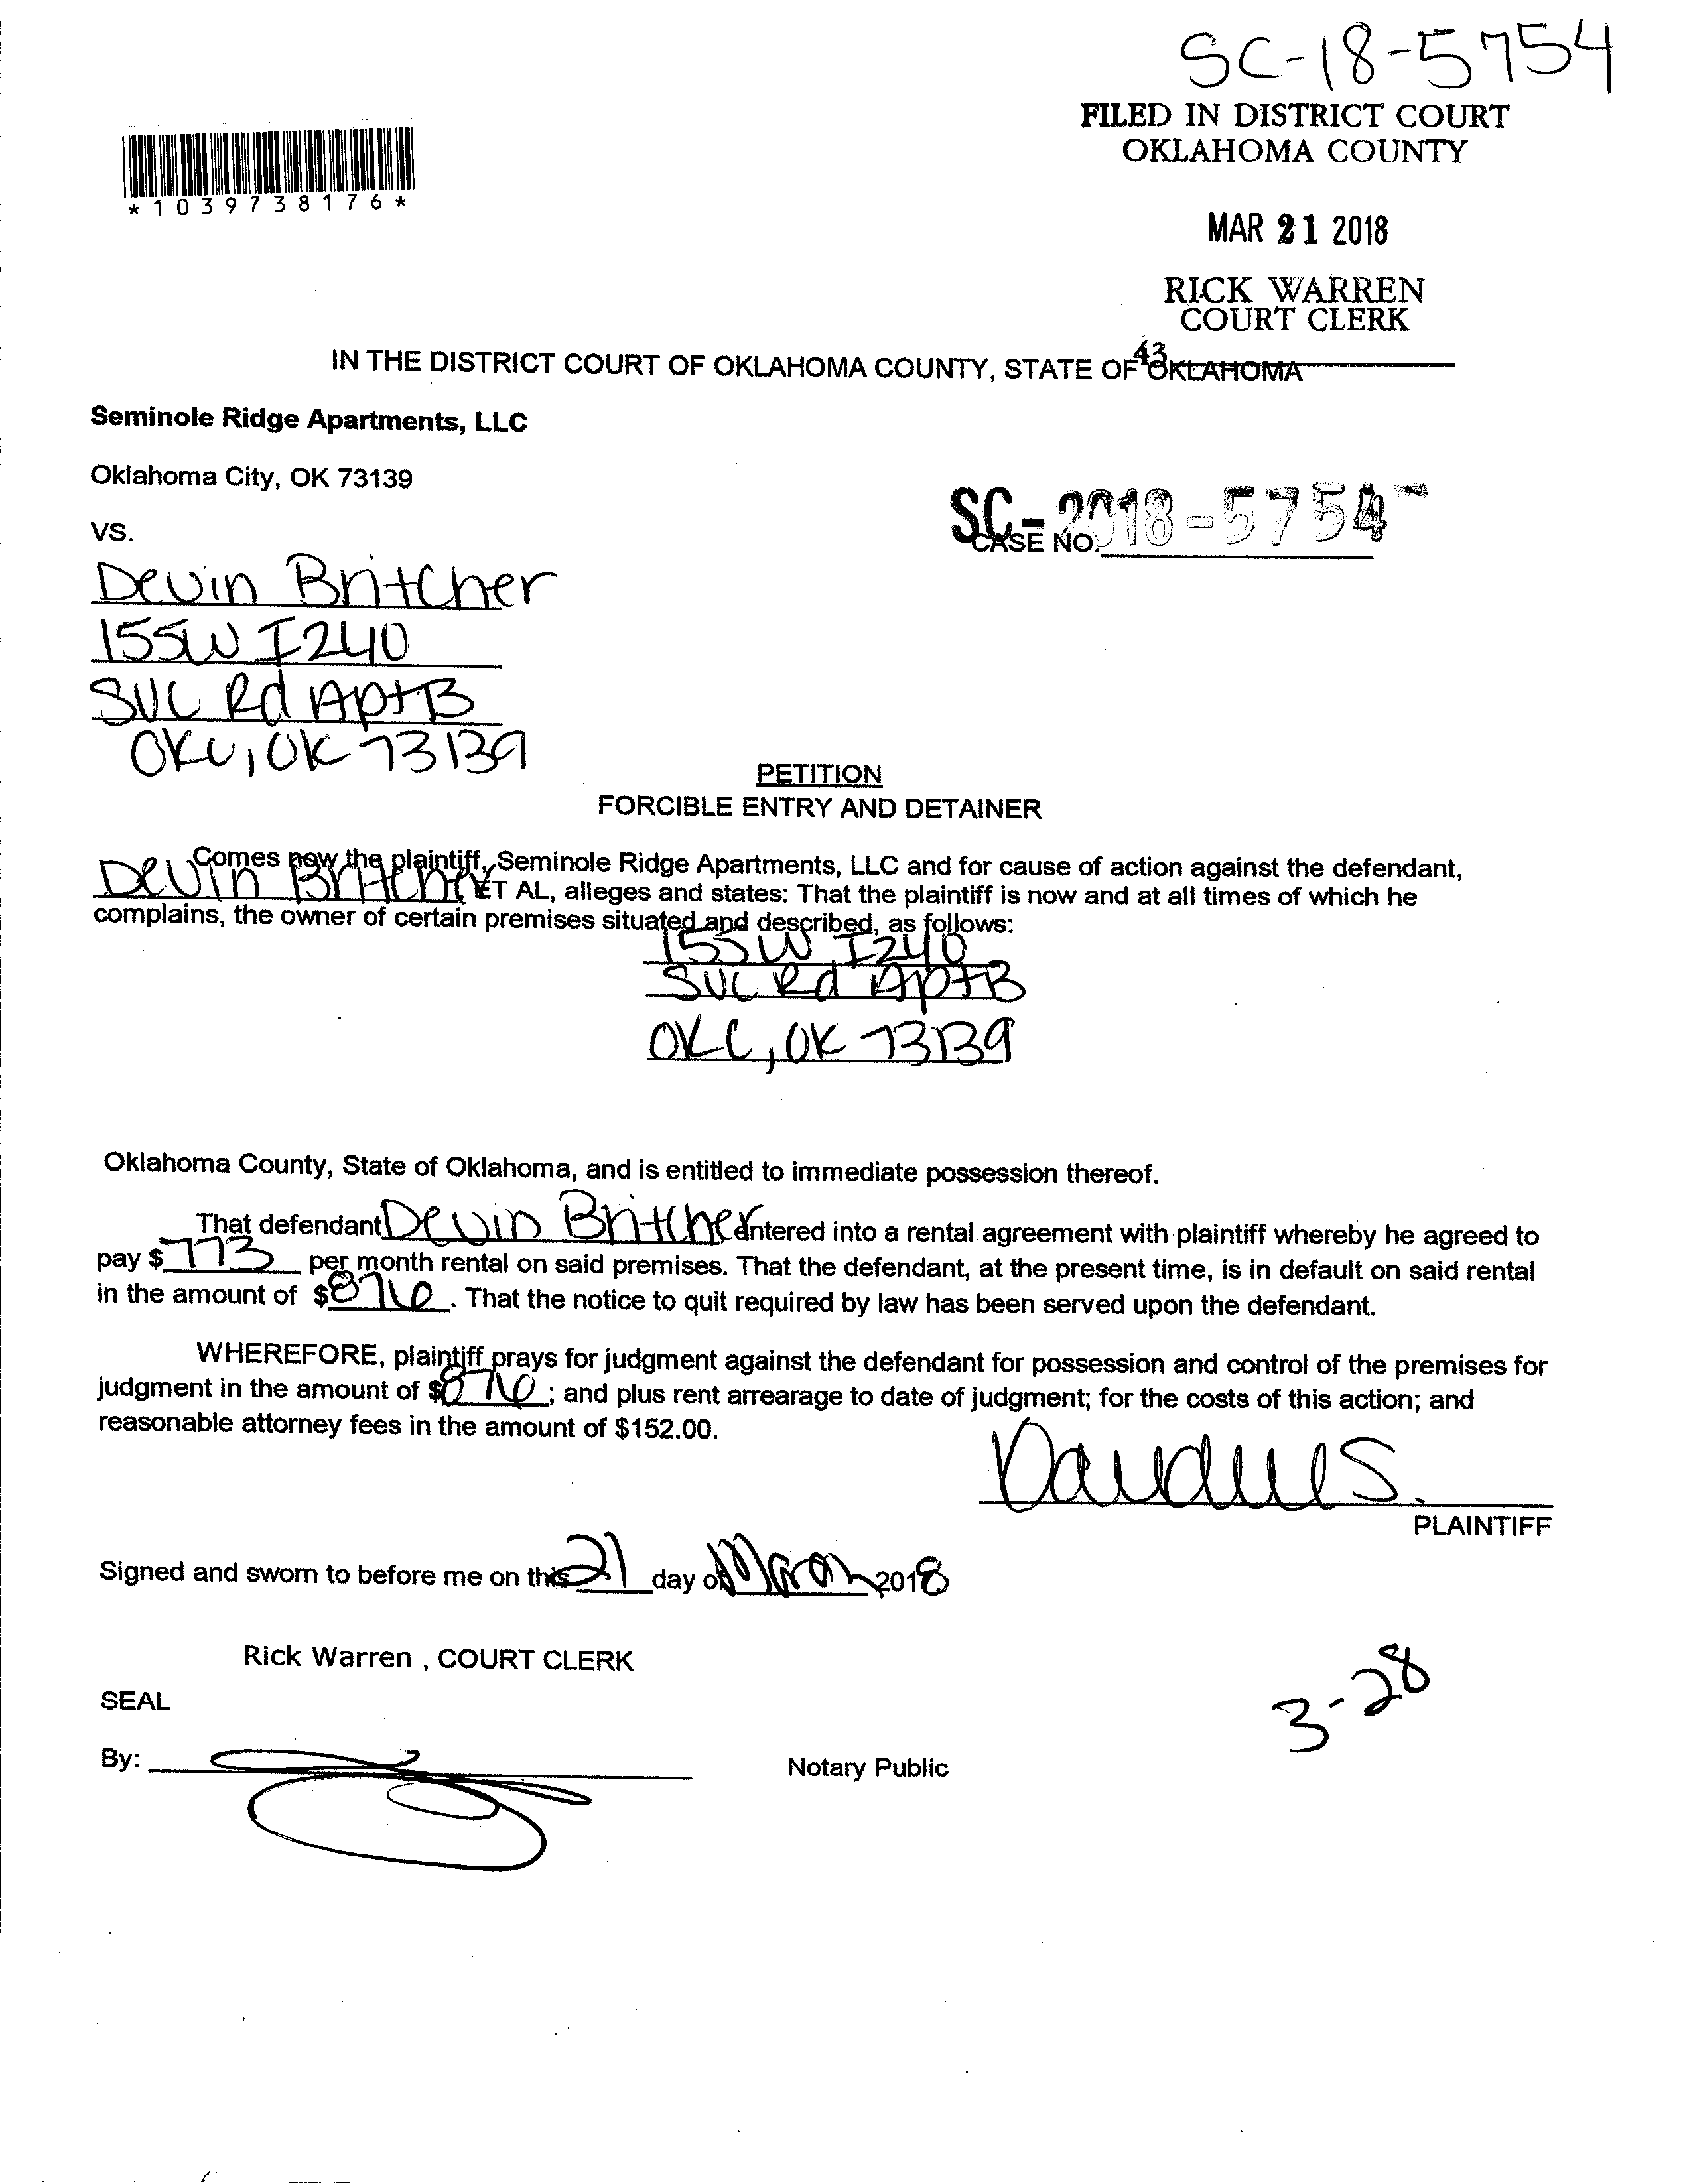 SC-18-5754
FILED IN DISTRICT COURT
OKLAHOMA COUNTY
*1039738176*
MAR 21 2018
RICK WARREN
COURT CLERK
43
IN THE DISTRICT COURT OF OKLAHOMA COUNTY, STATE OF OKLAHOMA
Seminole Ridge Apartments, LLC
Oklahoma City, OK 73139
SC-2018-5754
CASE NO.
VS.
Devin Britcher
155W I240
SVC Rd Apt B
OKC, OK 73139
PETITION
FORCIBLE ENTRY AND DETAINER
Comes now the plaintiff, Seminole Ridge Apartments, LLC and for cause of action against the defendant,
Devin Britcher ET AL, alleges and states: That the plaintiff is now and at all times of which he
complains, the owner of certain premises situated and described, as follows:
155W I240
SVC Rd Apt B
OKC, OK 73139
Oklahoma County, State of Oklahoma, and is entitled to immediate possession thereof.
That defendant Devin Britcher entered into a rental agreement with plaintiff whereby he agreed to
pay $ 773 per month rental on said premises. That the defendant, at the present time, is in default on said rental
in the amount of $ 876. That the notice to quit required by law has been served upon the defendant.
WHEREFORE, plaintiff prays for judgment against the defendant for possession and control of the premises for
judgment in the amount of $ 876; and plus rent arrearage to date of judgment; for the costs of this action; and
reasonable attorney fees in the amount of $152.00.
PLAINTIFF
Signed and sworn to before me on this 21 day of March 2018
Rick Warren , COURT CLERK
3-28
SEAL
By:
Notary Public